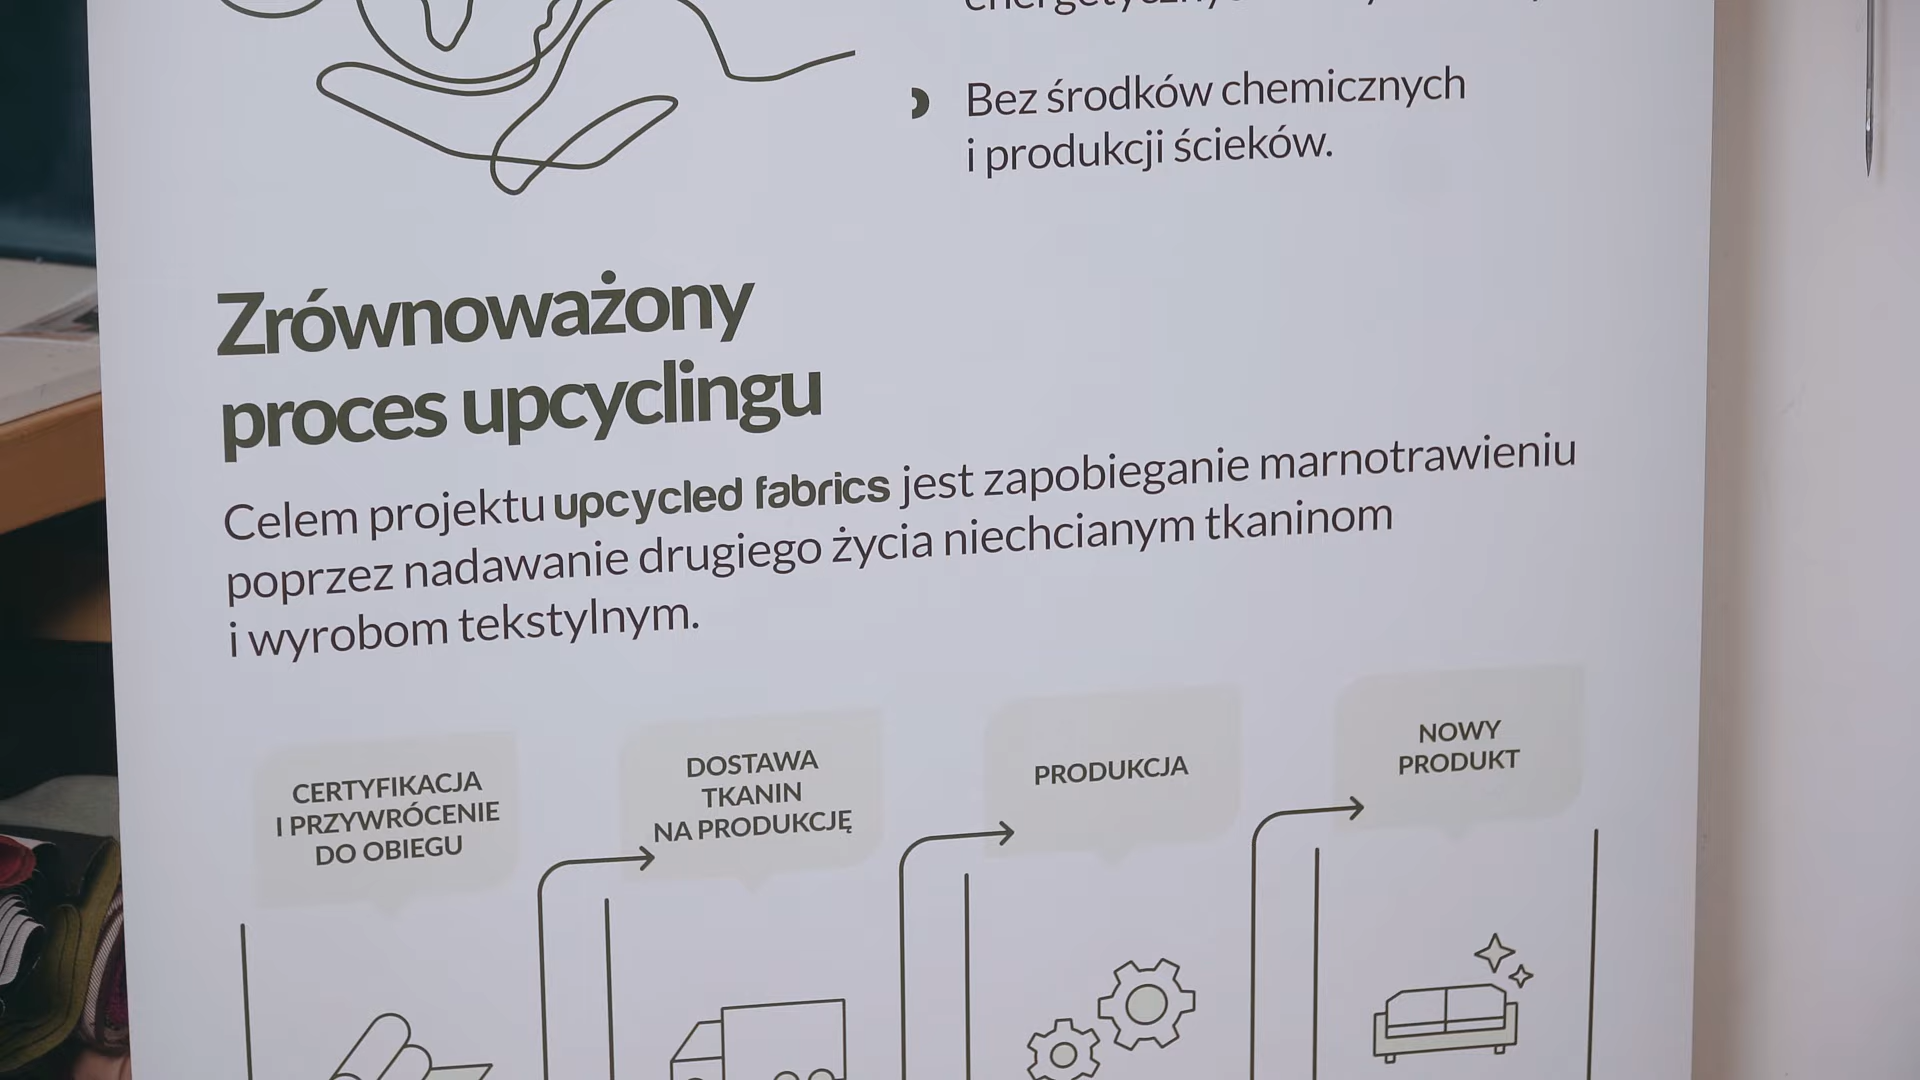 Bez środków chemicznych
i produkcji ścieków.
Zrównoważony
proces upcyclingu
Celem projektu upcycled fabrics jest zapobieganie marnotrawieniu
poprzez nadawanie drugiego życia niechcianym tkaninom
i wyrobom tekstylnym.
CERTYFIKACJA
I PRZYWRÓCENIE
DO OBIEGU
DOSTAWA
TKANIN
NA PRODUKCJĘ
PRODUKCJA
NOWY
PRODUKT